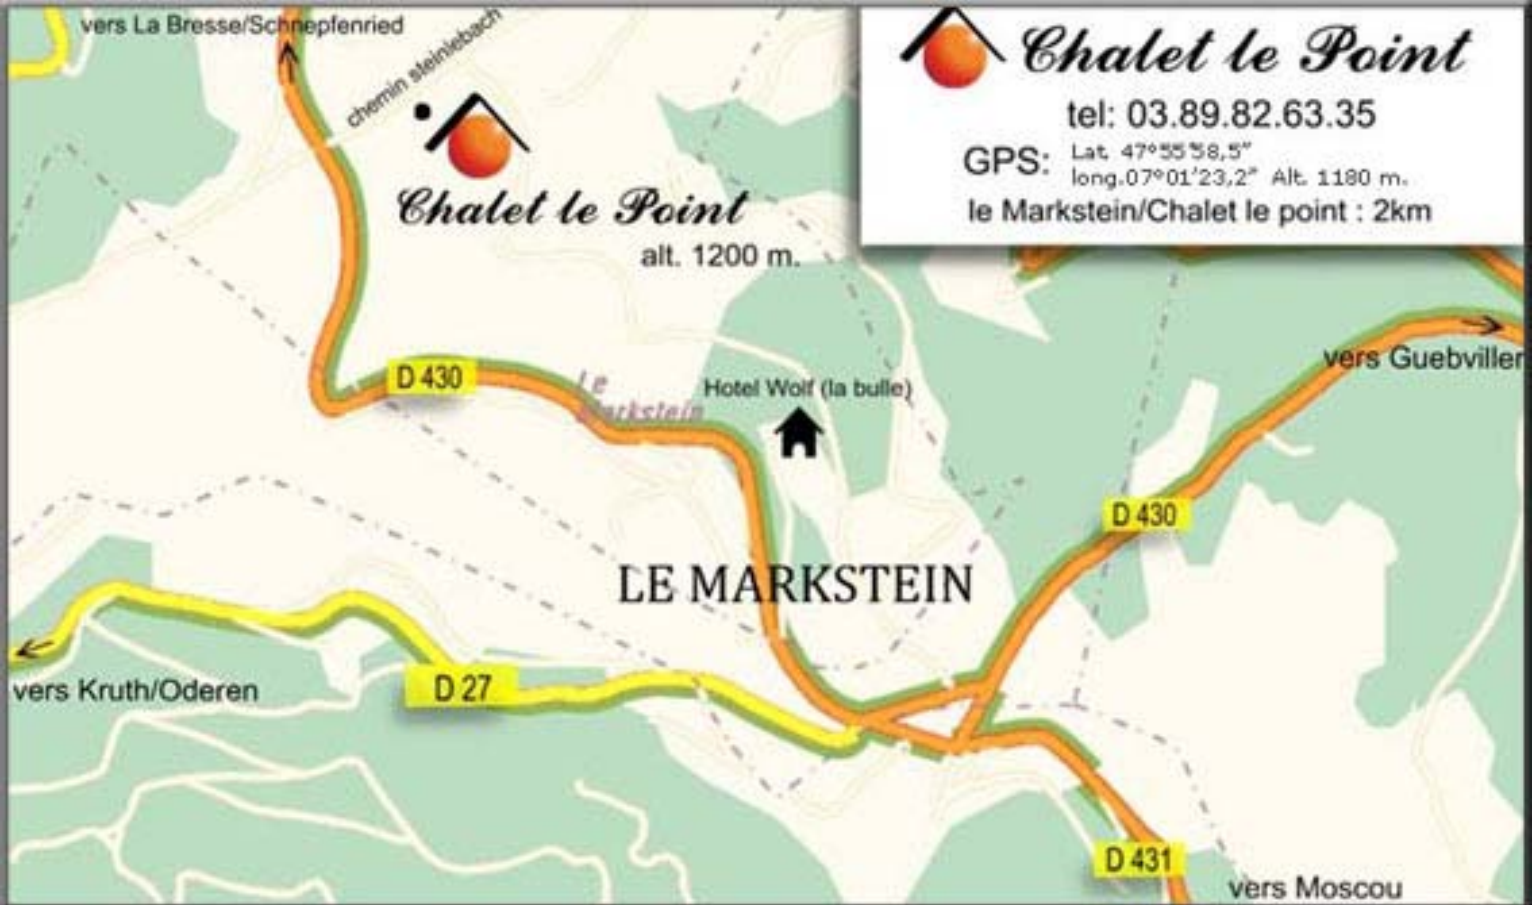 vers La Bresse/Schnepfenried
chemin steinlebach
Chalet le Point
alt. 1200 m.
Chalet le Point
tel: 03.89.82.63.35
GPS: Lat. 47°55'58,5"
long.07°01'23,2" Alt. 1180 m.
le Markstein/Chalet le point : 2km
vers Guebviller
D 430
Le
Markstein
Hotel Wolf (la bulle)
D 430
LE MARKSTEIN
vers Kruth/Oderen
D 27
D 431
vers Moscou